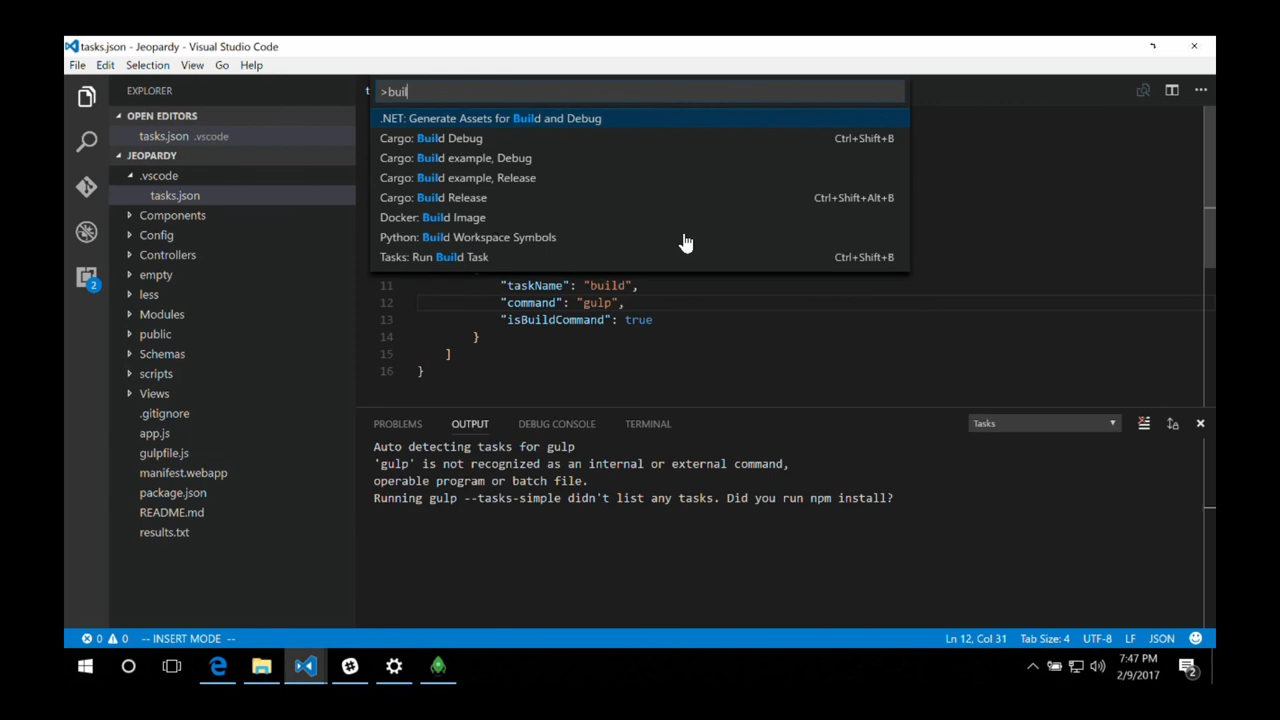 tasks.json - Jeopardy - Visual Studio Code
File Edit Selection View Go Help
EXPLORER
OPEN EDITORS
tasks.json .vscode
JEOPARDY
.vscode
tasks.json
Components
Config
Controllers
empty
less
Modules
public
Schemas
scripts
Views
.gitignore
app.js
gulpfile.js
manifest.webapp
package.json
README.md
results.txt
2
t
>buil
.NET: Generate Assets for Build and Debug
Cargo: Build Debug Ctrl+Shift+B
Cargo: Build example, Debug
Cargo: Build example, Release
Cargo: Build Release Ctrl+Shift+Alt+B
Docker: Build Image
Python: Build Workspace Symbols
Tasks: Run Build Task Ctrl+Shift+B
11 "taskName": "build",
12 "command": "gulp",
13 "isBuildCommand": true
14 }
15 ]
16 }
PROBLEMS OUTPUT DEBUG CONSOLE TERMINAL Tasks
Auto detecting tasks for gulp
'gulp' is not recognized as an internal or external command,
operable program or batch file.
Running gulp --tasks-simple didn't list any tasks. Did you run npm install?
0 0 -- INSERT MODE -- Ln 12, Col 31 Tab Size: 4 UTF-8 LF JSON
7:47 PM
2/9/2017
2